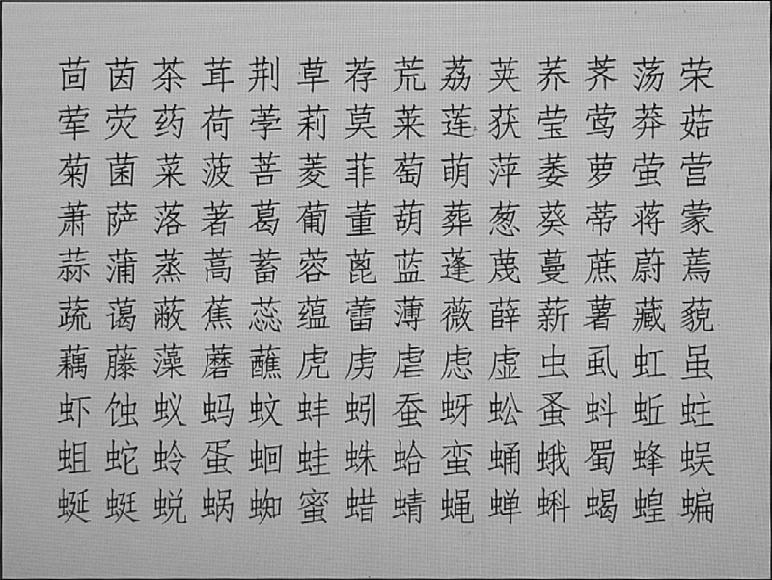 茴茵茶茸荆草荐荒荔荚荞荠荡荣
荤荧药荷荸莉莫莱莲获莹莺莽菇
菊菌菜菠菩菱菲萄萌萍萎萝萤营
萧萨落著葛葡董葫葬葱葵蒂蒋蒙
蒜蒲蒸蒿蓄蓉蓖蓝蓬蔑蔓蔗蔚蔫
蔬蔼蔽蕉蕊蕴蕾薄薇薛薪薯藏藐
藕藤藻蘑蘸虎虏虐虑虚虫虱虹虽
虾蚀蚁蚂蚊蚌蚓蚕蚜蚣蚤蚪蚯蛀
蛆蛇蛉蛋蛔蛙蛛蛤蛮蛹蛾蜀蜂蜈
蜒蜓蜕蜗蜘蜜蜡蜻蝇蝉蝌蝎蝗蝙